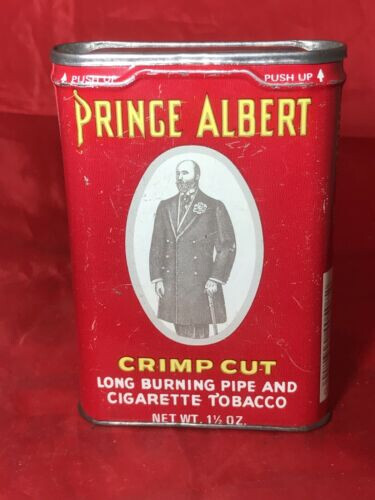 PUSH UP PUSH UP
PRINCE ALBERT
CRIMP CUT
LONG BURNING PIPE AND
CIGARETTE TOBACCO
NET WT. 1½ OZ.